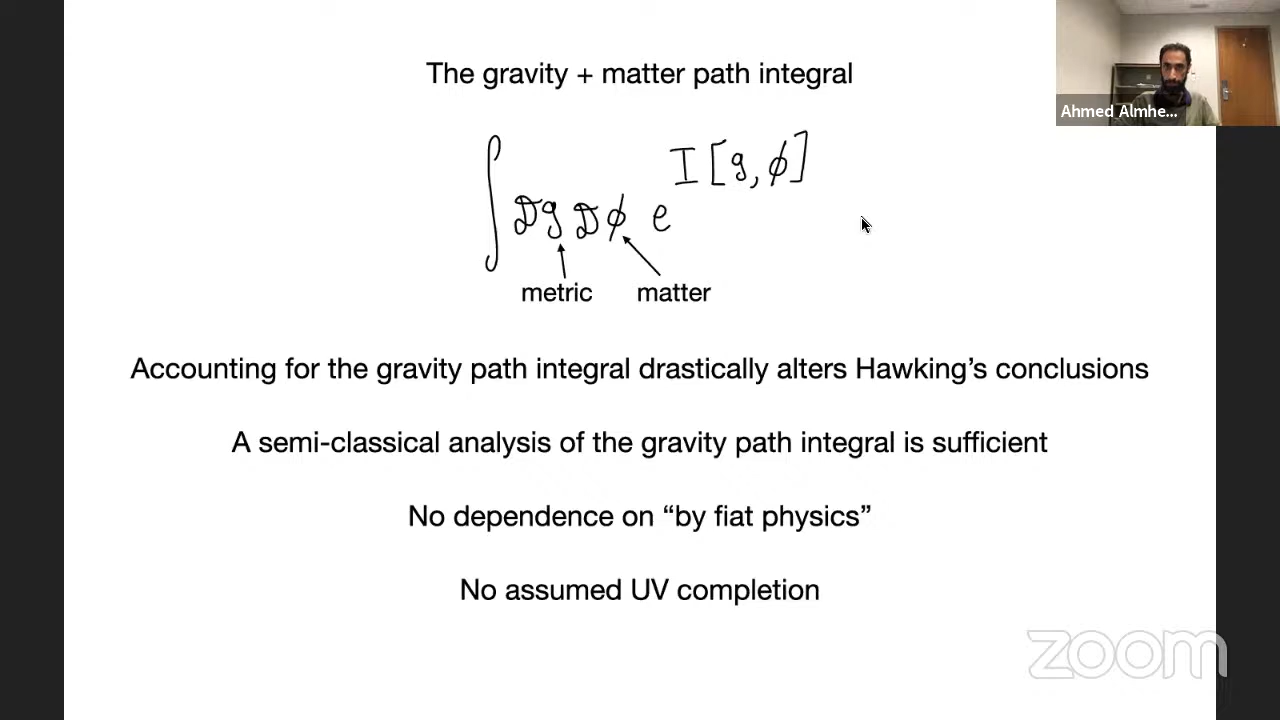 The gravity + matter path integral
Ahmed Almhe...
∫ 𝒟g 𝒟ϕ e^{I[g, ϕ]}
metric matter
Accounting for the gravity path integral drastically alters Hawking’s conclusions
A semi-classical analysis of the gravity path integral is sufficient
No dependence on “by fiat physics”
No assumed UV completion
zoom